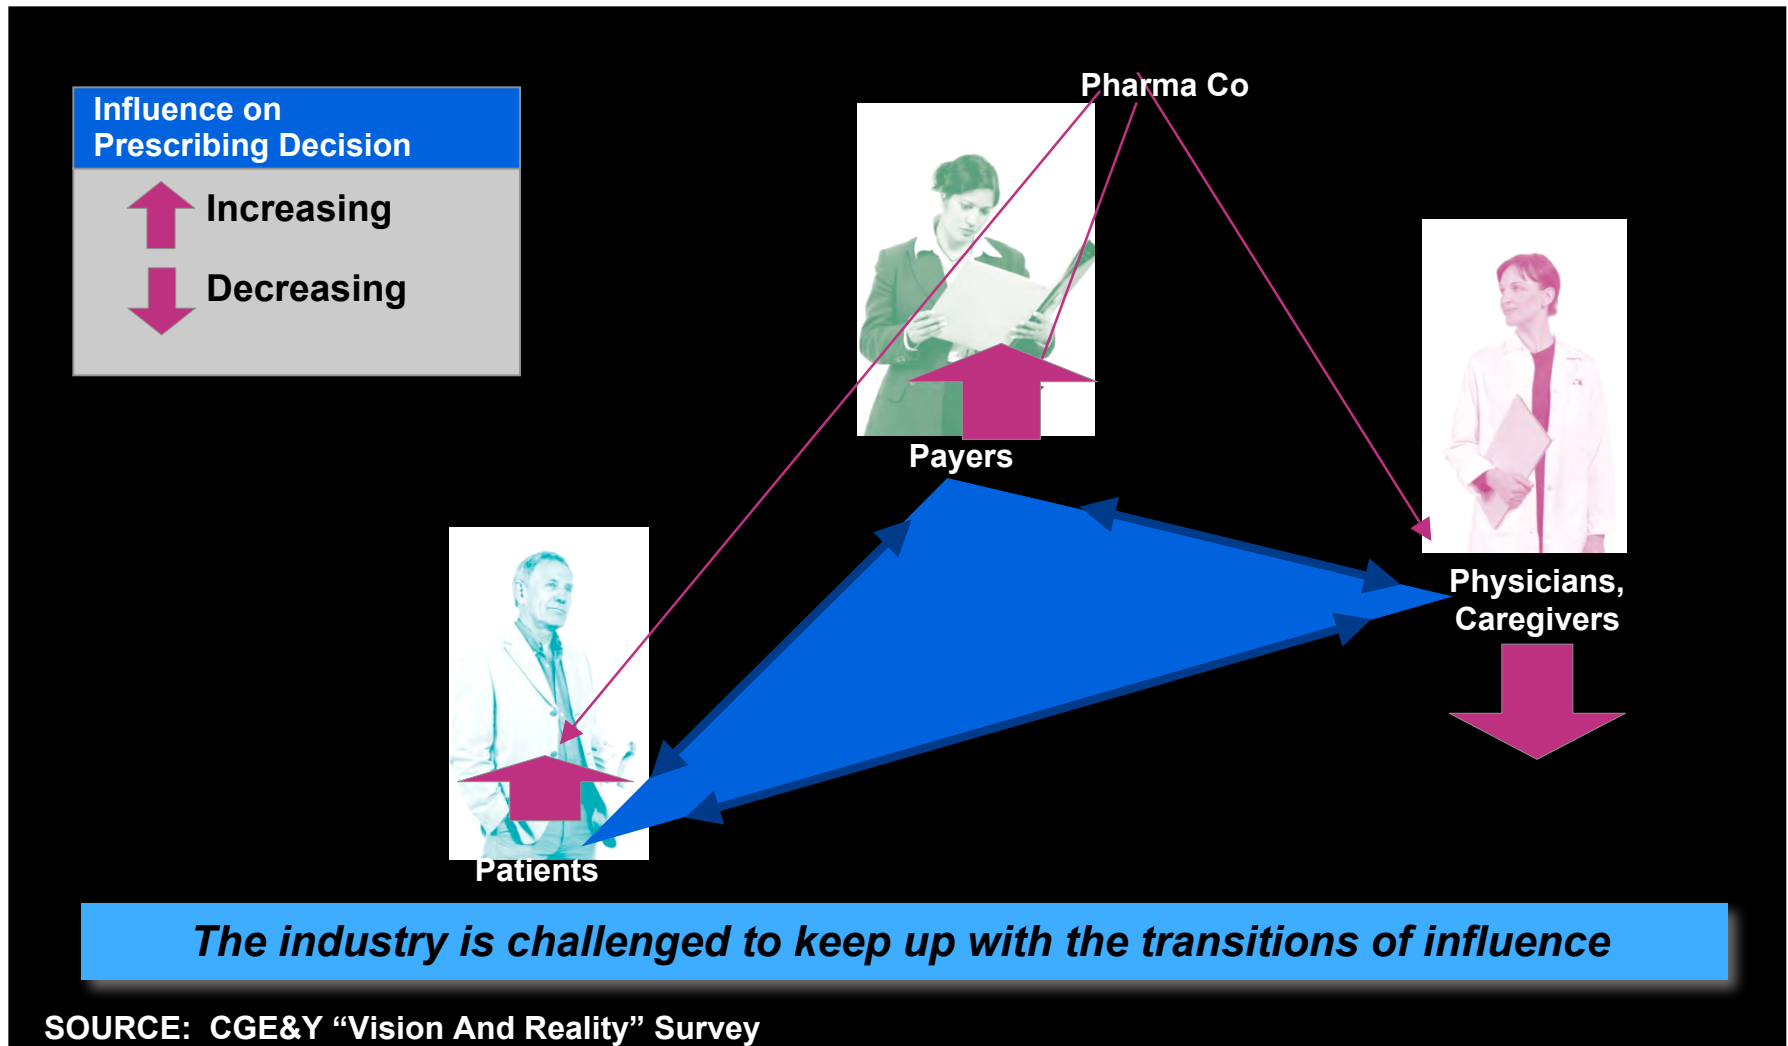 Pharma Co
Influence on
Prescribing Decision
Increasing
Decreasing
Payers
Physicians,
Caregivers
Patients
The industry is challenged to keep up with the transitions of influence
SOURCE:  CGE&Y “Vision And Reality” Survey